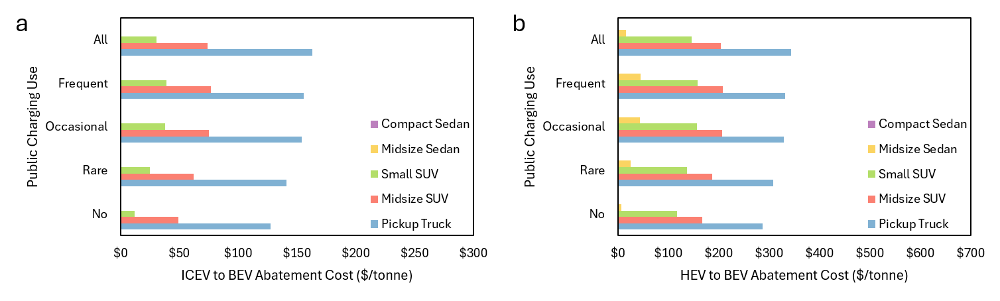 a
Public Charging Use
All
Frequent
Occasional
Rare
No
Compact Sedan
Midsize Sedan
Small SUV
Midsize SUV
Pickup Truck
$0 $50 $100 $150 $200 $250 $300
ICEV to BEV Abatement Cost ($/tonne)
b
Public Charging Use
All
Frequent
Occasional
Rare
No
Compact Sedan
Midsize Sedan
Small SUV
Midsize SUV
Pickup Truck
$0 $100 $200 $300 $400 $500 $600 $700
HEV to BEV Abatement Cost ($/tonne)